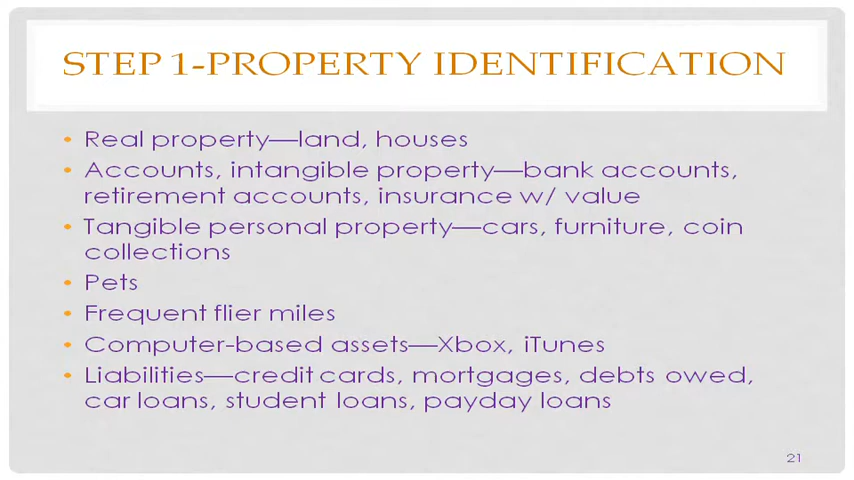 STEP 1-PROPERTY IDENTIFICATION
• Real property—land, houses
• Accounts, intangible property—bank accounts,
retirement accounts, insurance w/ value
• Tangible personal property—cars, furniture, coin
collections
• Pets
• Frequent flier miles
• Computer-based assets—Xbox, iTunes
• Liabilities—credit cards, mortgages, debts owed,
car loans, student loans, payday loans
21